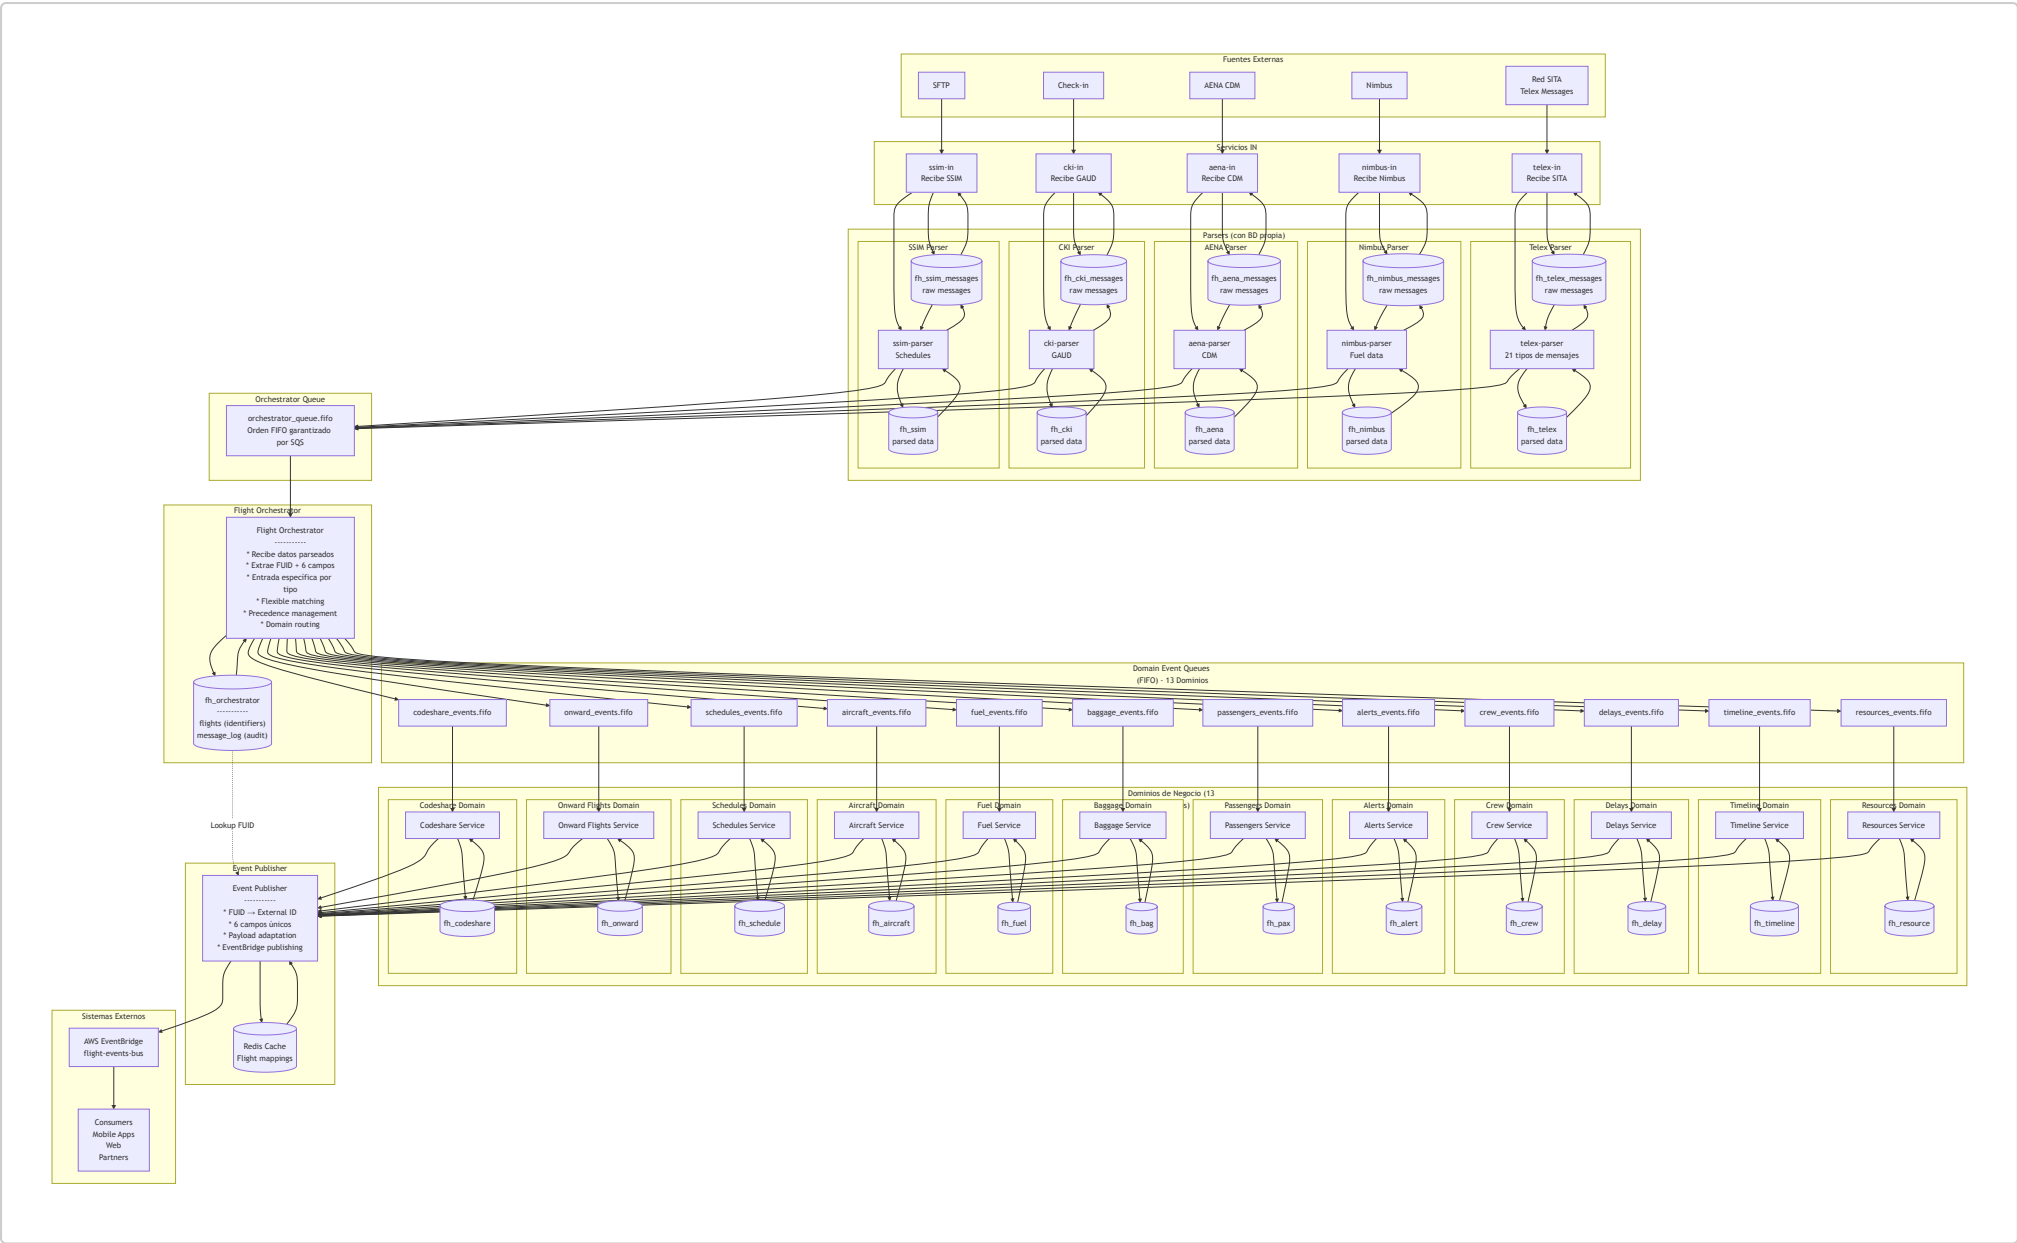 Fuentes Externas
SFTP
Check-in
AENA CDM
Nimbus
Red SITA
Telex Messages
Servicios IN
ssim-in
Recibe SSIM
cki-in
Recibe GAUD
aena-in
Recibe CDM
nimbus-in
Recibe Nimbus
telex-in
Recibe SITA
Parsers (con BD propia)
SSIM Parser
CKI Parser
AENA Parser
Nimbus Parser
Telex Parser
fh_ssim_messages
raw messages
fh_cki_messages
raw messages
fh_aena_messages
raw messages
fh_nimbus_messages
raw messages
fh_telex_messages
raw messages
ssim-parser
Schedules
cki-parser
GAUD
aena-parser
CDM
nimbus-parser
Fuel data
telex-parser
21 tipos de mensajes
fh_ssim
parsed data
fh_cki
parsed data
fh_aena
parsed data
fh_nimbus
parsed data
fh_telex
parsed data
Orchestrator Queue
orchestrator_queue.fifo
Orden FIFO garantizado
por SQS
Flight Orchestrator
Flight Orchestrator
-----------
* Recibe datos parseados
* Extrae FUID + 6 campos
* Entrada específica por
tipo
* Flexible matching
* Precedence management
* Domain routing
fh_orchestrator
-----------
flights (identifiers)
message_log (audit)
Domain Event Queues
(FIFO) - 13 Dominios
codeshare_events.fifo
onward_events.fifo
schedules_events.fifo
aircraft_events.fifo
fuel_events.fifo
baggage_events.fifo
passengers_events.fifo
alerts_events.fifo
crew_events.fifo
delays_events.fifo
timeline_events.fifo
resources_events.fifo
Dominios de Negocio (13
s)
Codeshare Domain
Onward Flights Domain
Schedules Domain
Aircraft Domain
Fuel Domain
Baggage Domain
Passengers Domain
Alerts Domain
Crew Domain
Delays Domain
Timeline Domain
Resources Domain
Codeshare Service
Onward Flights Service
Schedules Service
Aircraft Service
Fuel Service
Baggage Service
Passengers Service
Alerts Service
Crew Service
Delays Service
Timeline Service
Resources Service
fh_codeshare
fh_onward
fh_schedule
fh_aircraft
fh_fuel
fh_bag
fh_pax
fh_alert
fh_crew
fh_delay
fh_timeline
fh_resource
Lookup FUID
Event Publisher
Event Publisher
-----------
* FUID → External ID
* 6 campos únicos
* Payload adaptation
* EventBridge publishing
Redis Cache
Flight mappings
Sistemas Externos
AWS EventBridge
flight-events-bus
Consumers
Mobile Apps
Web
Partners